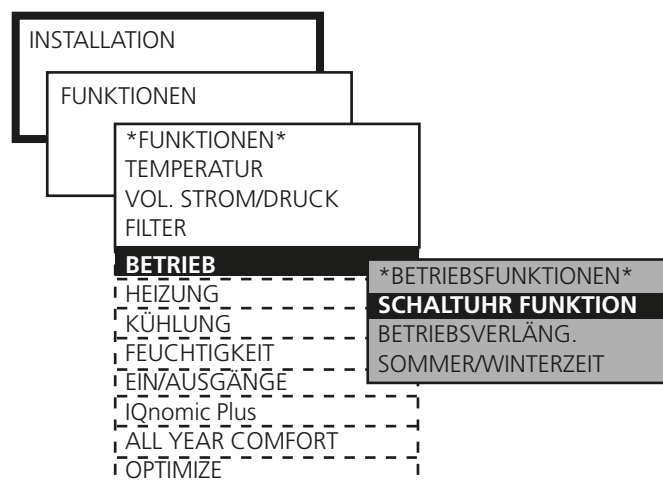 INSTALLATION
FUNKTIONEN
*FUNKTIONEN*
TEMPERATUR
VOL. STROM/DRUCK
FILTER
BETRIEB
HEIZUNG
KÜHLUNG
FEUCHTIGKEIT
EIN/AUSGÄNGE
IQnomic Plus
ALL YEAR COMFORT
OPTIMIZE
*BETRIEBSFUNKTIONEN*
SCHALTUHR FUNKTION
BETRIEBSVERLÄNG.
SOMMER/WINTERZEIT